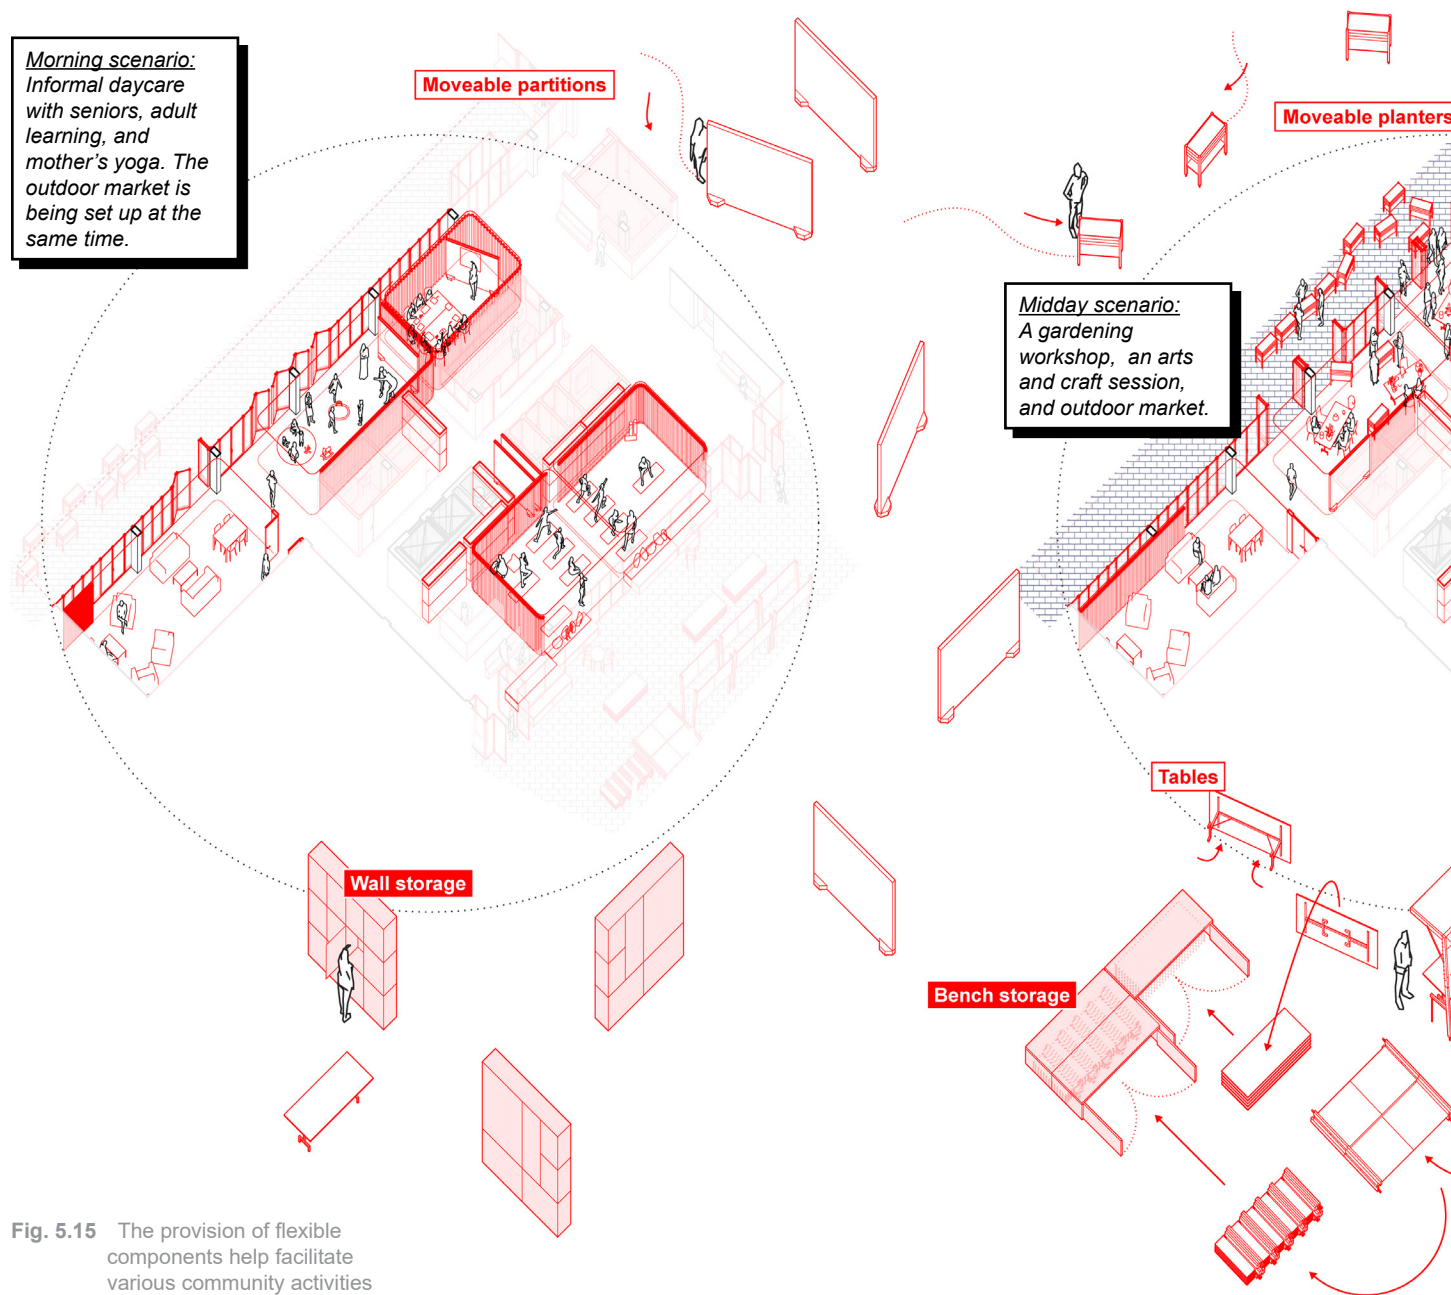 Morning scenario:
Informal daycare
with seniors, adult
learning, and
mother's yoga. The
outdoor market is
being set up at the
same time.
Moveable partitions
Moveable planters
Midday scenario:
A gardening
workshop,  an arts
and craft session,
and outdoor market.
Tables
Wall storage
Bench storage
Fig. 5.15 The provision of flexible
components help facilitate
various community activities